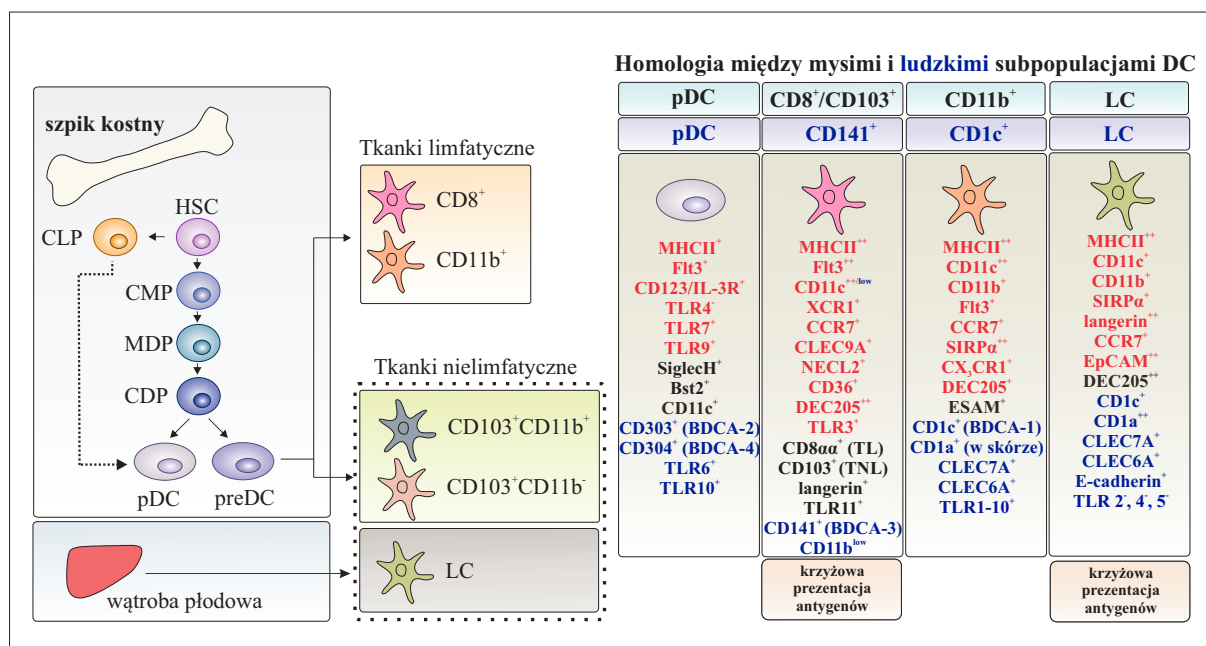 szpik kostny
HSC
CLP
CMP
MDP
CDP
pDC
preDC
wątroba płodowa
Tkanki limfatyczne
CD8⁺
CD11b⁺
Tkanki nielimfatyczne
CD103⁺CD11b⁺
CD103⁺CD11b⁻
LC
Homologia między mysimi i ludzkimi subpopulacjami DC
pDC
pDC
MHCII⁺
Flt3⁺
CD123/IL-3R⁺
TLR4⁻
TLR7⁺
TLR9⁺
SiglecH⁺
Bst2⁺
CD11c⁺
CD303⁺ (BDCA-2)
CD304⁺ (BDCA-4)
TLR6⁺
TLR10⁺
CD8⁺/CD103⁺
CD141⁺
MHCII⁺⁺
Flt3⁺⁺
CD11c⁺⁺/low
XCR1⁺
CCR7⁺
CLEC9A⁺
NECL2⁺
CD36⁺
DEC205⁺⁺
TLR3⁺
CD8αα⁺ (TL)
CD103⁺ (TNL)
langerin⁺
TLR11⁺
CD141⁺ (BDCA-3)
CD11b low
krzyżowa
prezentacja
antygenów
CD11b⁺
CD1c⁺
MHCII⁺⁺
CD11c⁺⁺
CD11b⁺
Flt3⁺
CCR7⁺
SIRPα⁺⁺
CX₃CR1⁺
DEC205⁺
ESAM⁺
CD1c⁺ (BDCA-1)
CD1a⁺ (w skórze)
CLEC7A⁺
CLEC6A⁺
TLR1-10⁺
LC
LC
MHCII⁺⁺
CD11c⁺
CD11b⁺
SIRPα⁺
langerin⁺⁺
CCR7⁺
EpCAM⁺⁺
DEC205⁺⁺
CD1c⁺
CD1a⁺⁺
CLEC7A⁺
CLEC6A⁺
E-cadherin⁺
TLR 2⁻, 4⁻, 5⁻
krzyżowa
prezentacja
antygenów